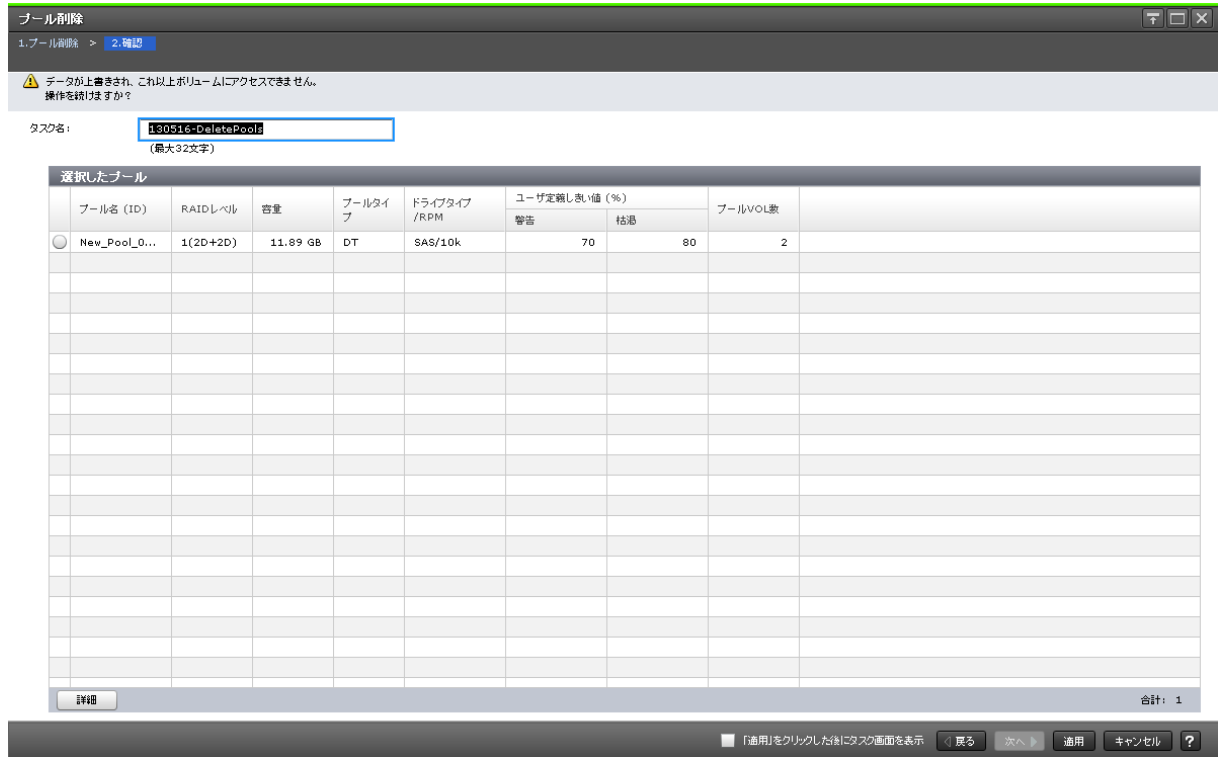 プール削除
1.プール削除 > 2.確認
データが上書きされ、これ以上ボリュームにアクセスできません。
操作を続けますか？
タスク名: 130516-DeletePools
(最大32文字)
選択したプール
プール名 (ID) RAIDレベル 容量 プールタイプ ドライブタイプ/RPM ユーザ定義しきい値 (%) 警告 枯渇 プールVOL数
New_Pool_0... 1(2D+2D) 11.89 GB DT SAS/10k 70 80 2
詳細 合計: 1
「適用」をクリックした後にタスク画面を表示 戻る 次へ 適用 キャンセル ?